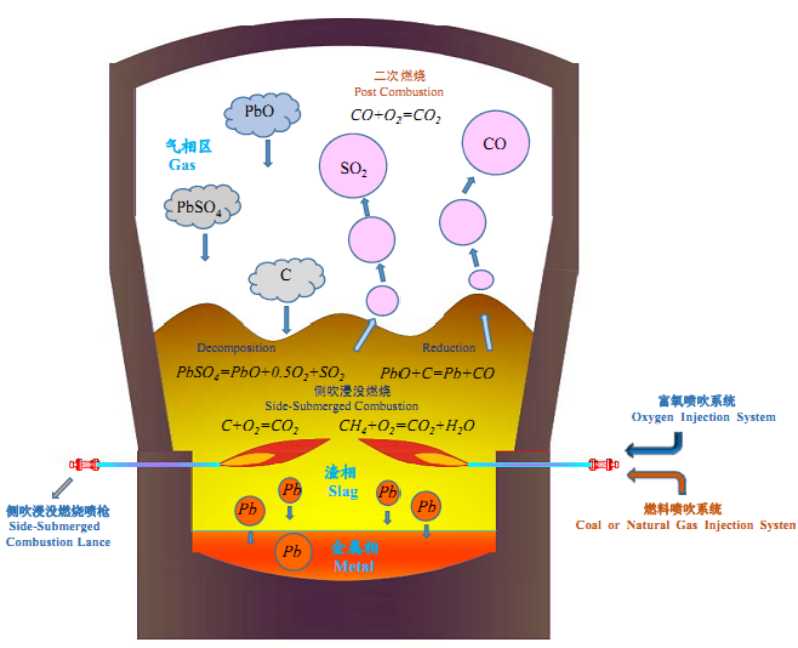 二次燃烧
Post Combustion
CO+O₂=CO₂
PbO
气相区
Gas
SO₂
CO
PbSO₄
C
Decomposition
Reduction
PbSO₄=PbO+0.5O₂+SO₂
PbO+C=Pb+CO
侧吹浸没燃烧
Side-Submerged Combustion
C+O₂=CO₂
CH₄+O₂=CO₂+H₂O
富氧喷吹系统
Oxygen Injection System
渣相
Slag
侧吹浸没燃烧喷枪
Side-Submerged
Combustion Lance
燃料喷吹系统
Coal or Natural Gas Injection System
Pb
Pb
Pb
Pb
Pb
金属相
Metal